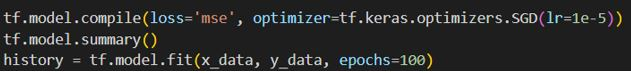 tf.model.compile(loss='mse', optimizer=tf.keras.optimizers.SGD(lr=1e-5))
tf.model.summary()
history = tf.model.fit(x_data, y_data, epochs=100)